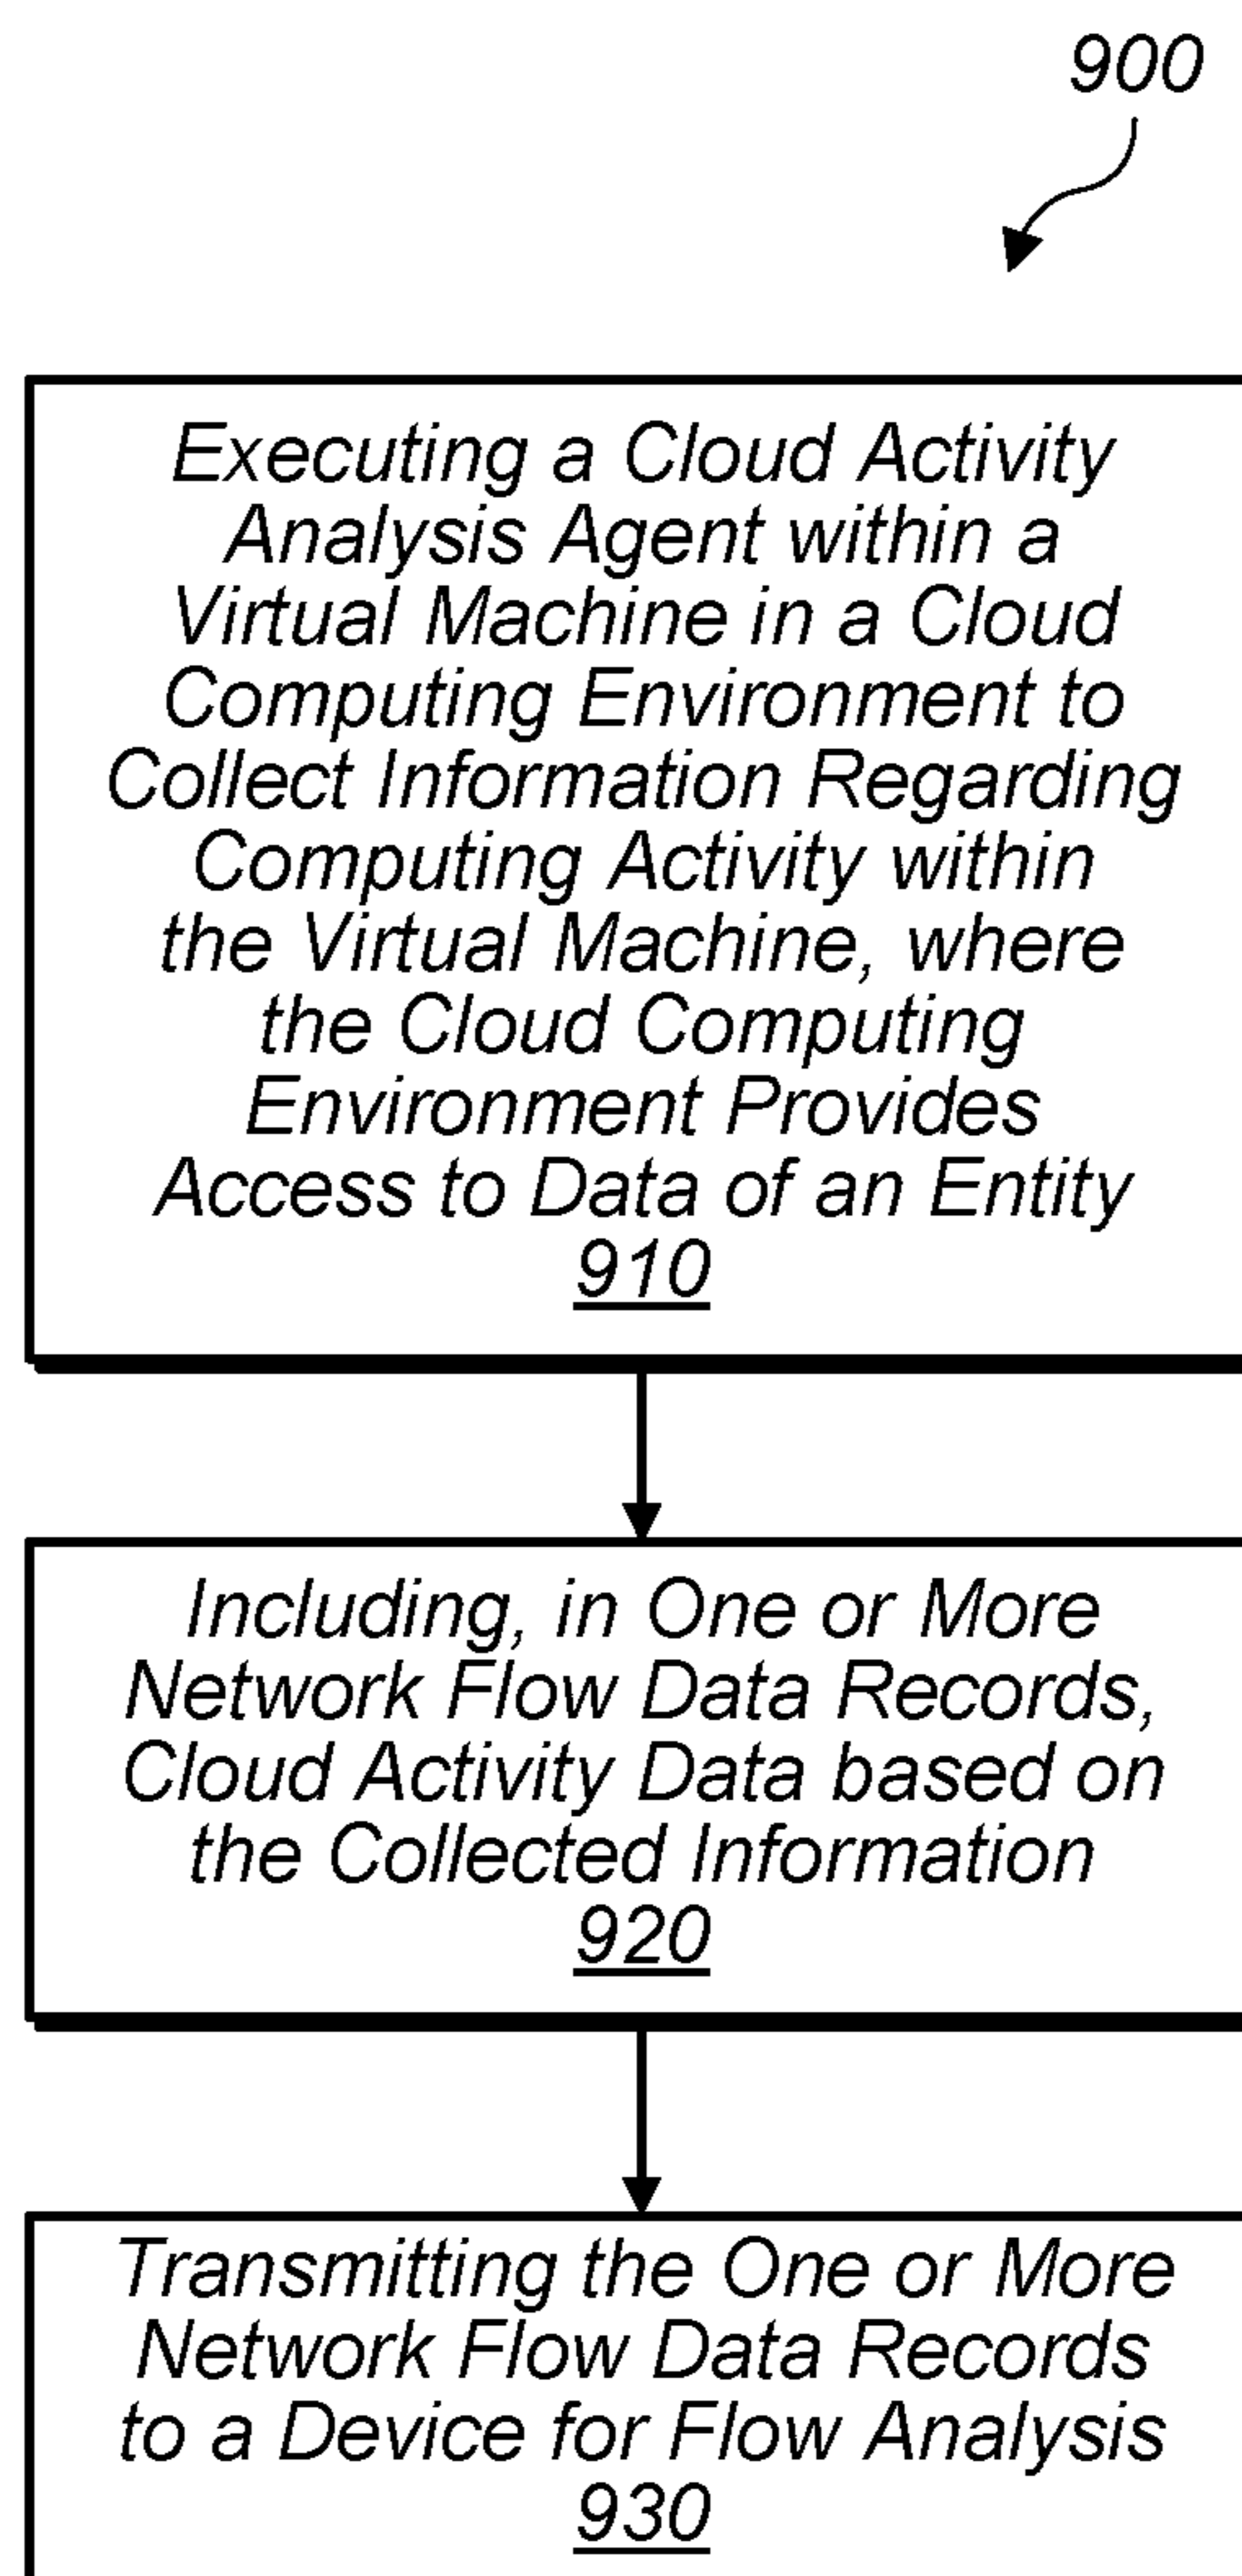 900
Executing a Cloud Activity
Analysis Agent within a
Virtual Machine in a Cloud
Computing Environment to
Collect Information Regarding
Computing Activity within
the Virtual Machine, where
the Cloud Computing
Environment Provides
Access to Data of an Entity
910
Including, in One or More
Network Flow Data Records,
Cloud Activity Data based on
the Collected Information
920
Transmitting the One or More
Network Flow Data Records
to a Device for Flow Analysis
930